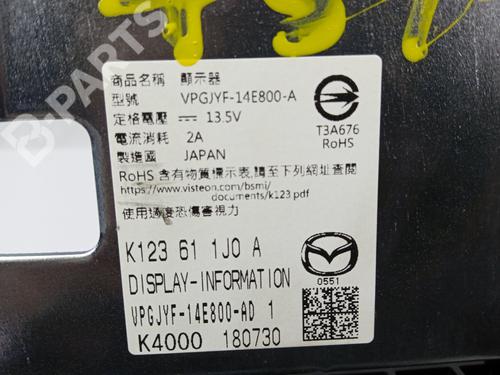 B-PARTS
商品名稱 顯示器
型號 VPGJYF-14E800-A
定格電壓 13.5V
電流消耗 2A
製造國 JAPAN
T3A676
RoHS
RoHS 含有物質標示表,請至下列網址查閱
https://www.visteon.com/bsmi/
documents/k123.pdf
使用過度恐傷害視力
K123 61 1J0 A
DISPLAY-INFORMATION
VPGJYF-14E800-AD 1
K4000 180730
0551